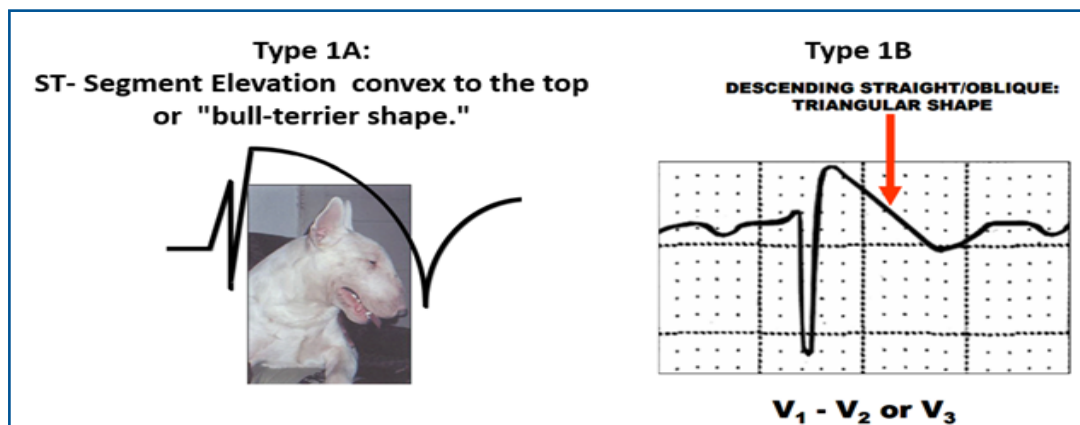 Type 1A:
ST- Segment Elevation convex to the top
or "bull-terrier shape."
Type 1B
DESCENDING STRAIGHT/OBLIQUE:
TRIANGULAR SHAPE
V₁ - V₂ or V₃